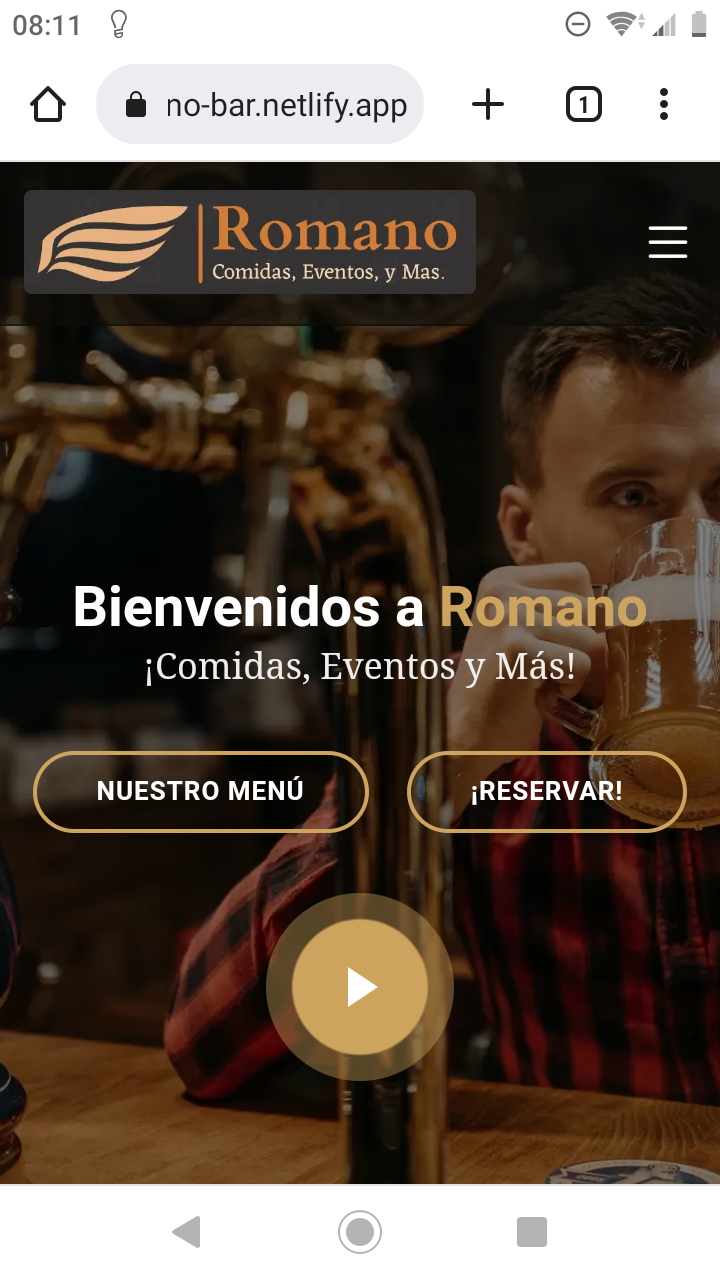 08:11
no-bar.netlify.app
1
Romano
Comidas, Eventos, y Mas.
Bienvenidos a Romano
¡Comidas, Eventos y Más!
NUESTRO MENÚ
¡RESERVAR!